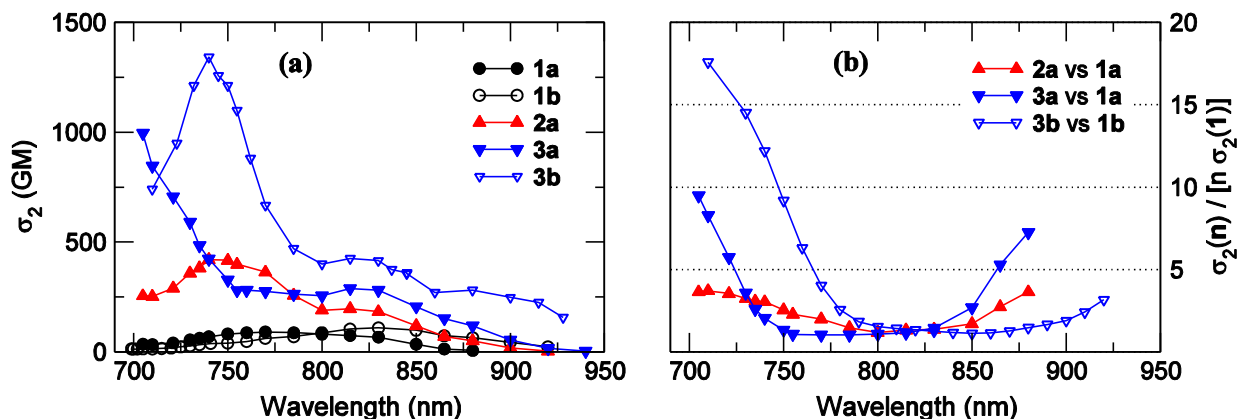 1500
1000
500
0
σ₂ (GM)
(a)
1a
1b
2a
3a
3b
700 750 800 850 900 950
Wavelength (nm)
(b)
2a vs 1a
3a vs 1a
3b vs 1b
20
15
10
5
σ₂(n) / [n σ₂(1)]
700 750 800 850 900 950
Wavelength (nm)